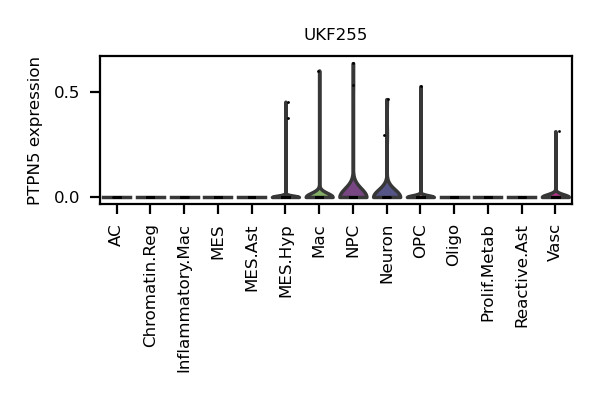 UKF255
PTPN5 expression
0.5
0.0
AC
Chromatin.Reg
Inflammatory.Mac
MES
MES.Ast
MES.Hyp
Mac
NPC
Neuron
OPC
Oligo
Prolif.Metab
Reactive.Ast
Vasc